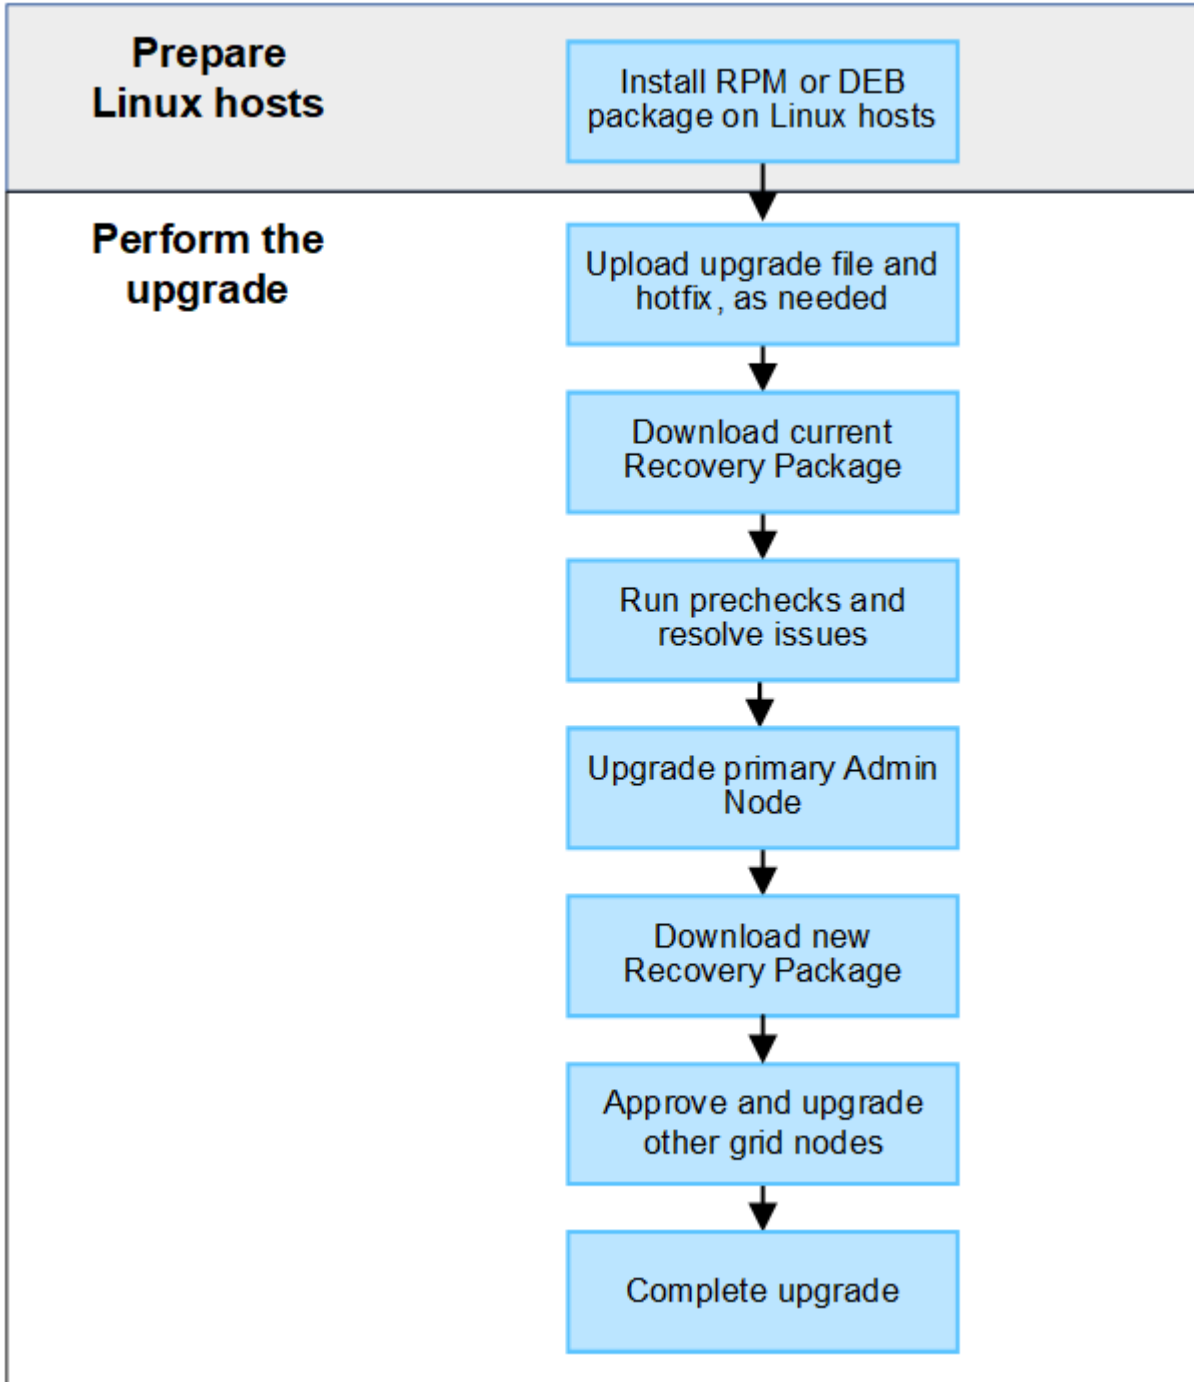 Prepare
Linux hosts
Install RPM or DEB
package on Linux hosts
Perform the
upgrade
Upload upgrade file and
hotfix, as needed
Download current
Recovery Package
Run prechecks and
resolve issues
Upgrade primary Admin
Node
Download new
Recovery Package
Approve and upgrade
other grid nodes
Complete upgrade